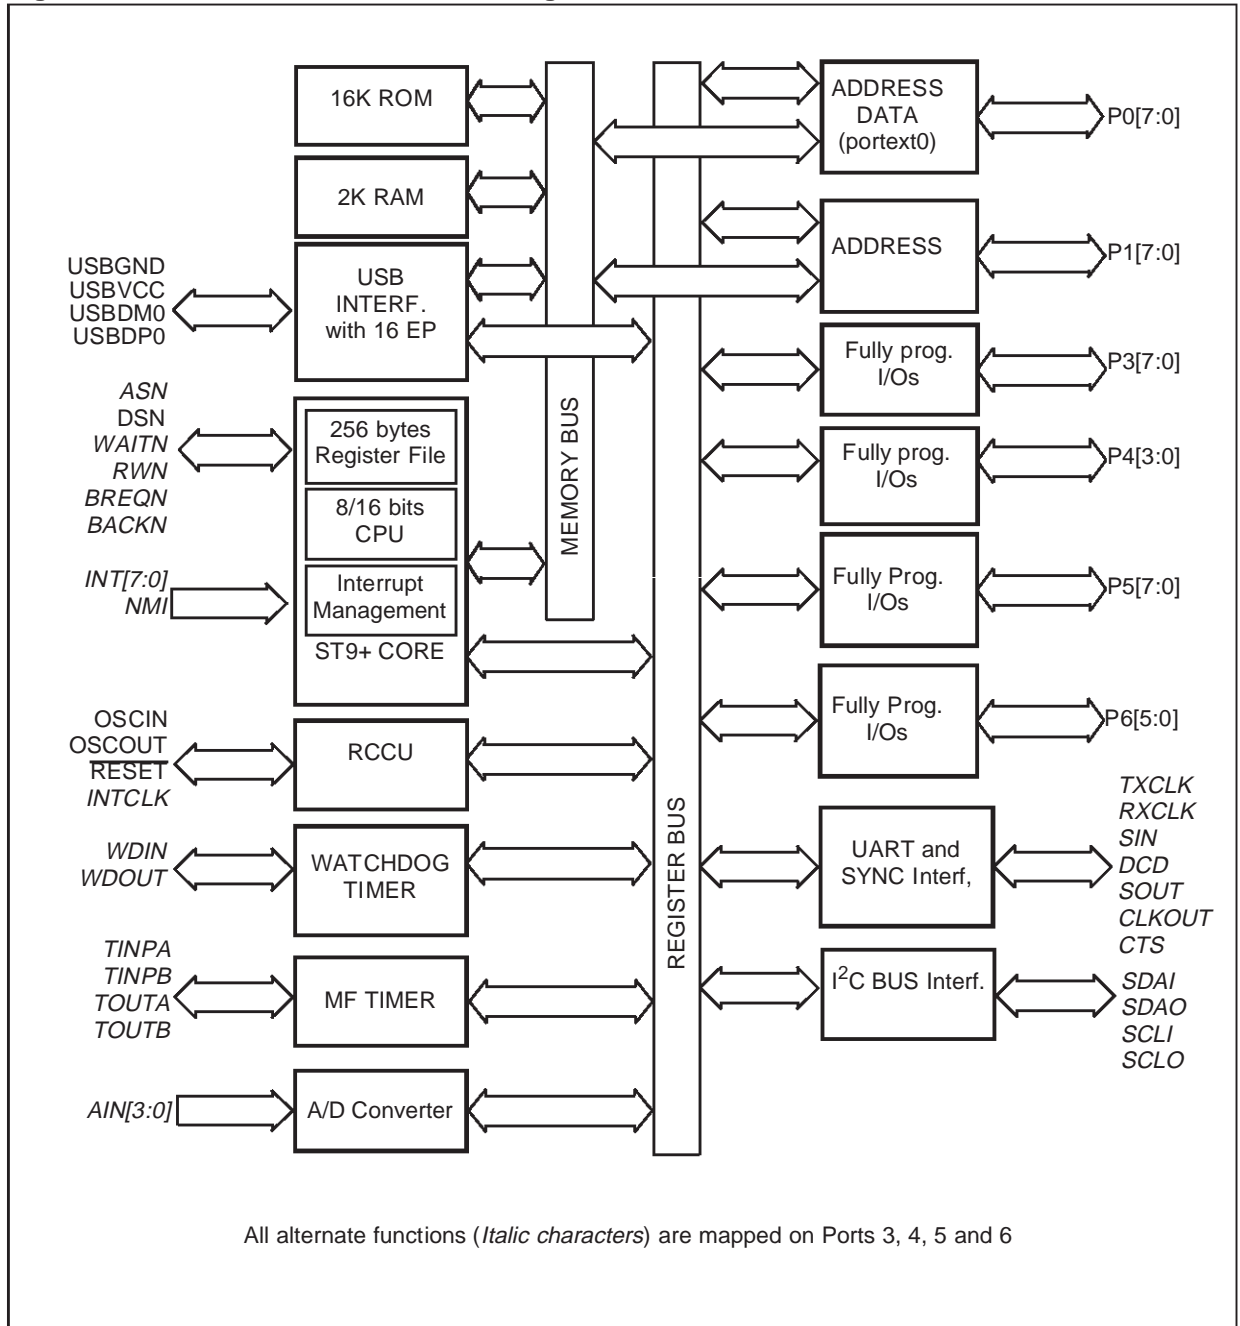 16K ROM
2K RAM
USBGND
USBVCC
USBDM0
USBDP0
USB
INTERF.
with 16 EP
ASN
DSN
WAITN
RWN
BREQN
BACKN
256 bytes
Register File
8/16 bits
CPU
INT[7:0]
NMI
Interrupt
Management
ST9+ CORE
OSCIN
OSCOUT
RESET
INTCLK
RCCU
WDIN
WDOUT
WATCHDOG
TIMER
TINPA
TINPB
TOUTA
TOUTB
MF TIMER
AIN[3:0]
A/D Converter
MEMORY BUS
REGISTER BUS
ADDRESS
DATA
(portext0)
P0[7:0]
ADDRESS
P1[7:0]
Fully prog.
I/Os
P3[7:0]
Fully prog.
I/Os
P4[3:0]
Fully Prog.
I/Os
P5[7:0]
Fully Prog.
I/Os
P6[5:0]
UART and
SYNC Interf,
TXCLK
RXCLK
SIN
DCD
SOUT
CLKOUT
CTS
I²C BUS Interf.
SDAI
SDAO
SCLI
SCLO
All alternate functions (Italic characters) are mapped on Ports 3, 4, 5 and 6